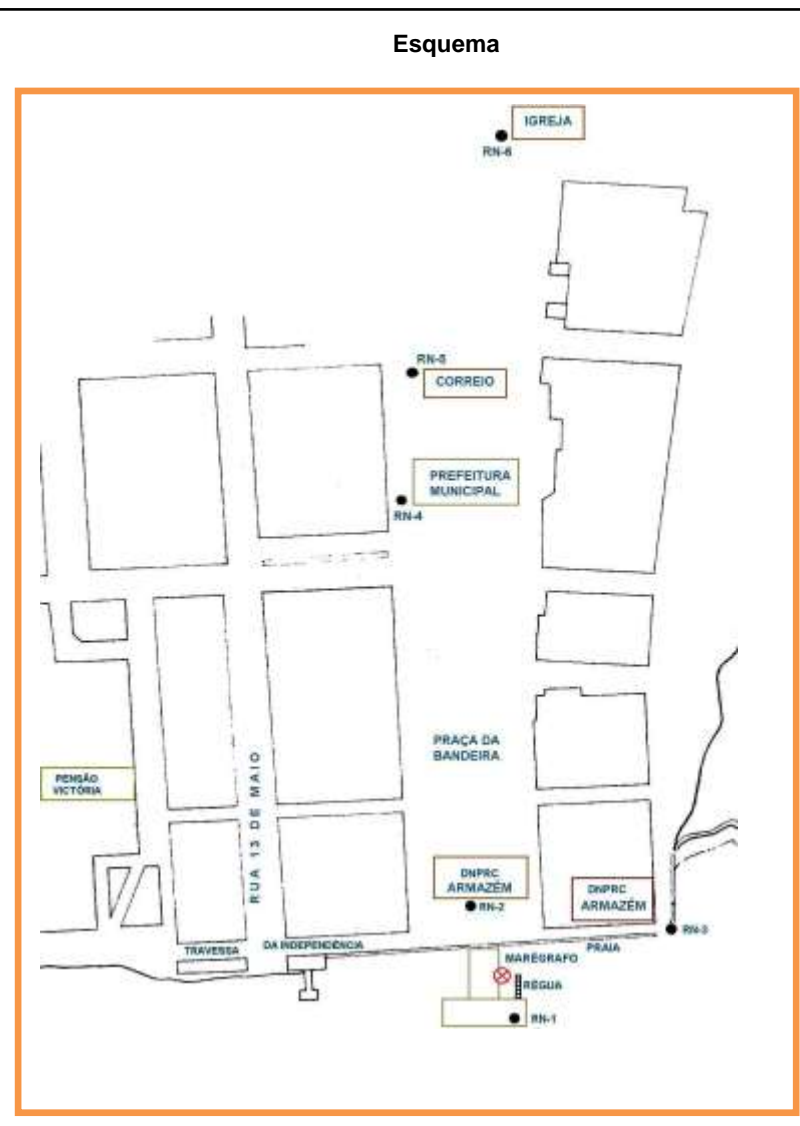 Esquema
IGREJA
RN-6
RN-5
CORREIO
PREFEITURA
MUNICIPAL
RN-4
PRAÇA DA
BANDEIRA
PENSÃO
VICTÓRIA
RUA 13 DE MAIO
DNPRC
ARMAZÉM
RN-2
DNPRC
ARMAZÉM
RN-3
TRAVESSA
DA INDEPENDÊNCIA
PRAIA
MARÉGRAFO
RÉGUA
RN-1